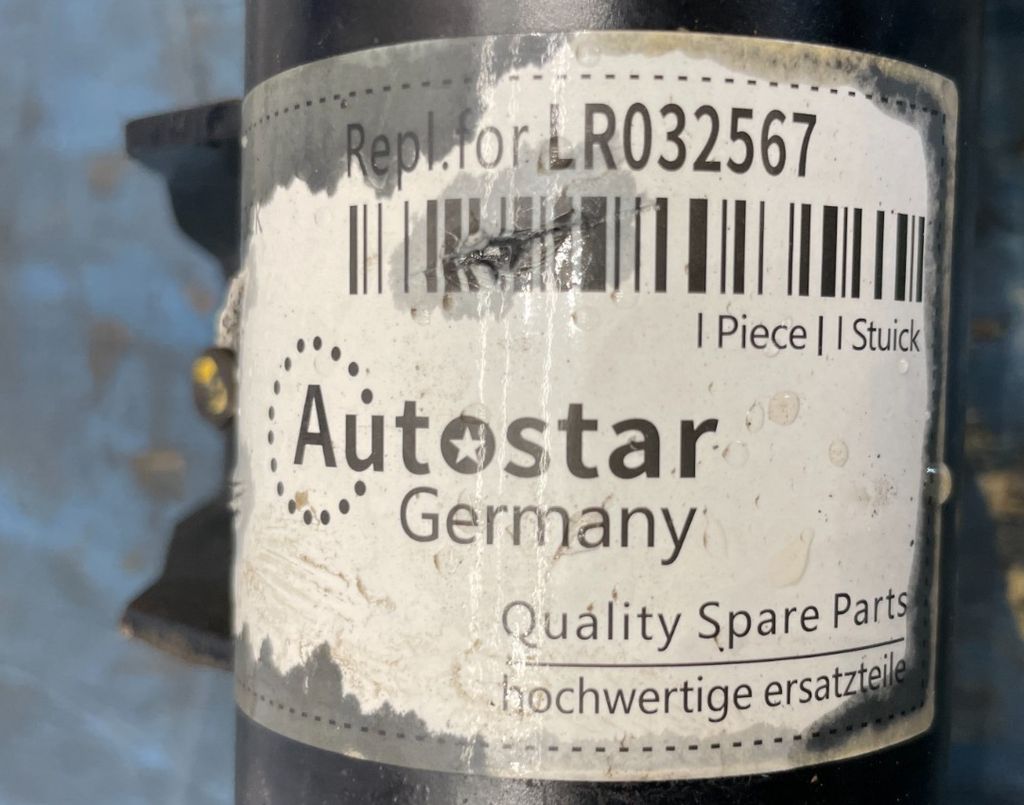 Repl.for LR032567
| Piece | | Stuick
Autostar
Germany
Quality Spare Parts
hochwertige ersatzteile